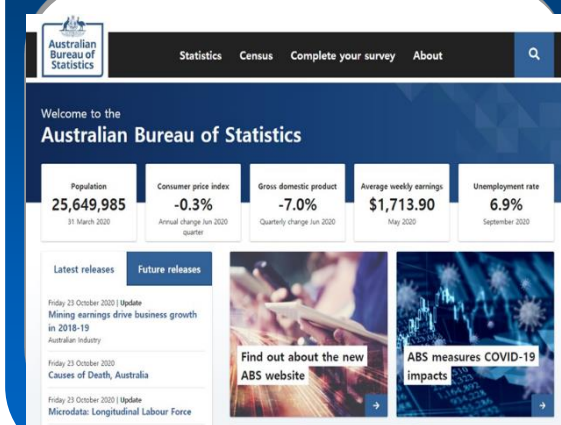 Australian
Bureau of
Statistics
Statistics Census Complete your survey About
Welcome to the
Australian Bureau of Statistics
Population
25,649,985
31 March 2020
Consumer price index
-0.3%
Annual change Jun 2020
quarter
Gross domestic product
-7.0%
Quarterly change Jun 2020
Average weekly earnings
$1,713.90
May 2020
Unemployment rate
6.9%
September 2020
Latest releases Future releases
Friday 23 October 2020 | Update
Mining earnings drive business growth
in 2018-19
Australian Industry
Friday 23 October 2020
Causes of Death, Australia
Friday 23 October 2020 | Update
Microdata: Longitudinal Labour Force
Find out about the new
ABS website
ABS measures COVID-19
impacts